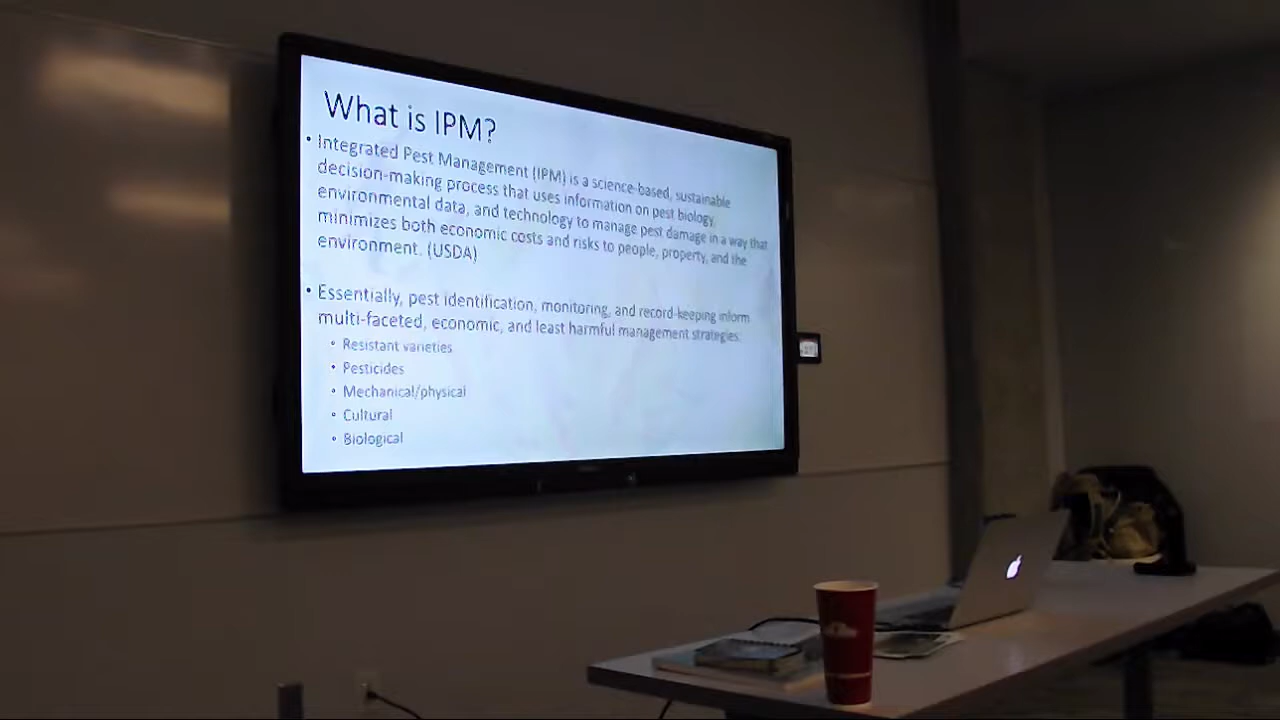 What is IPM?
• Integrated Pest Management (IPM) is a science-based, sustainable
decision-making process that uses information on pest biology,
environmental data, and technology to manage pest damage in a way that
minimizes both economic costs and risks to people, property, and the
environment. (USDA)
• Essentially, pest identification, monitoring, and record-keeping inform
multi-faceted, economic, and least harmful management strategies.
• Resistant varieties
• Pesticides
• Mechanical/physical
• Cultural
• Biological